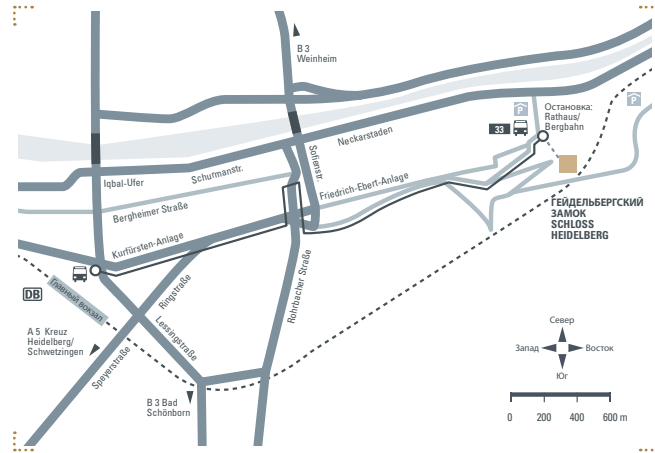 B 3
Weinheim
P
P
Остановка:
Rathaus/
Bergbahn
33
Neckarstaden
Sofienstr.
Schurmanstr.
Iqbal-Ufer
Friedrich-Ebert-Anlage
Bergheimer Straße
ГЕЙДЕЛЬБЕРГСКИЙ
ЗАМОК
SCHLOSS
HEIDELBERG
Kurfürsten-Anlage
Rohrbacher Straße
DB
Главный вокзал
Ringstraße
Lessingstraße
Speyerstraße
A 5 Kreuz
Heidelberg/
Schwetzingen
B 3 Bad
Schönborn
Север
Запад
Восток
Юг
0 200 400 600 m